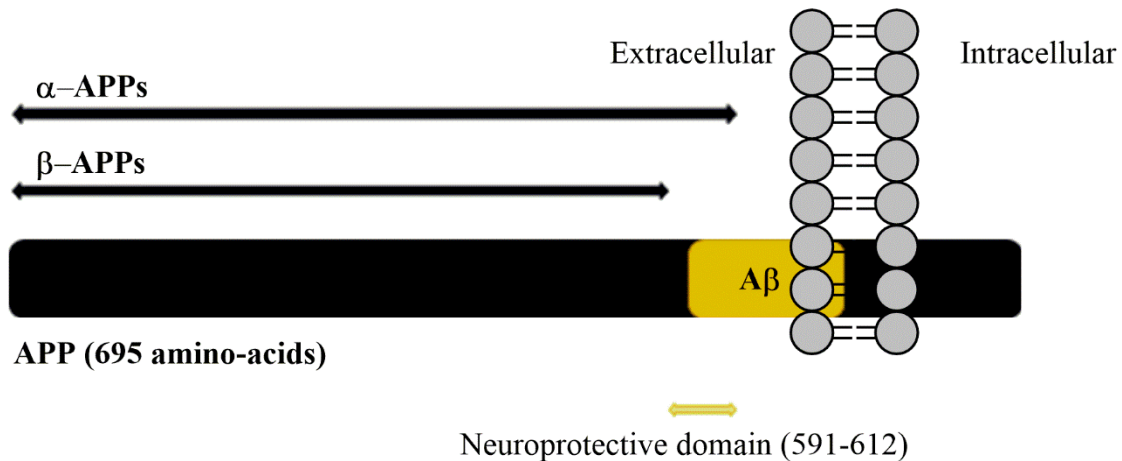 Extracellular
Intracellular
α–APPs
β–APPs
Aβ
APP (695 amino-acids)
Neuroprotective domain (591-612)